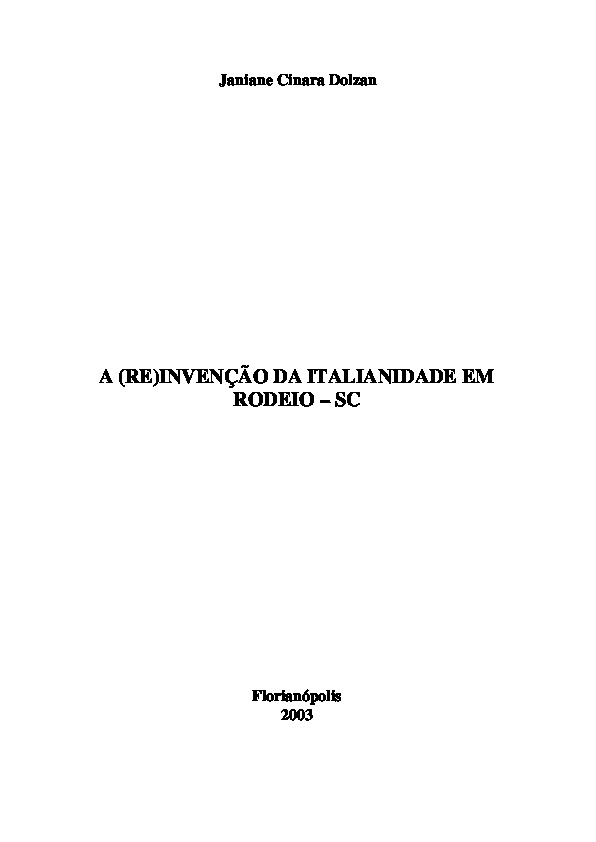 Janiane Cinara Dolzan
A (RE)INVENÇÃO DA ITALIANIDADE EM
RODEIO – SC
Florianópolis
2003